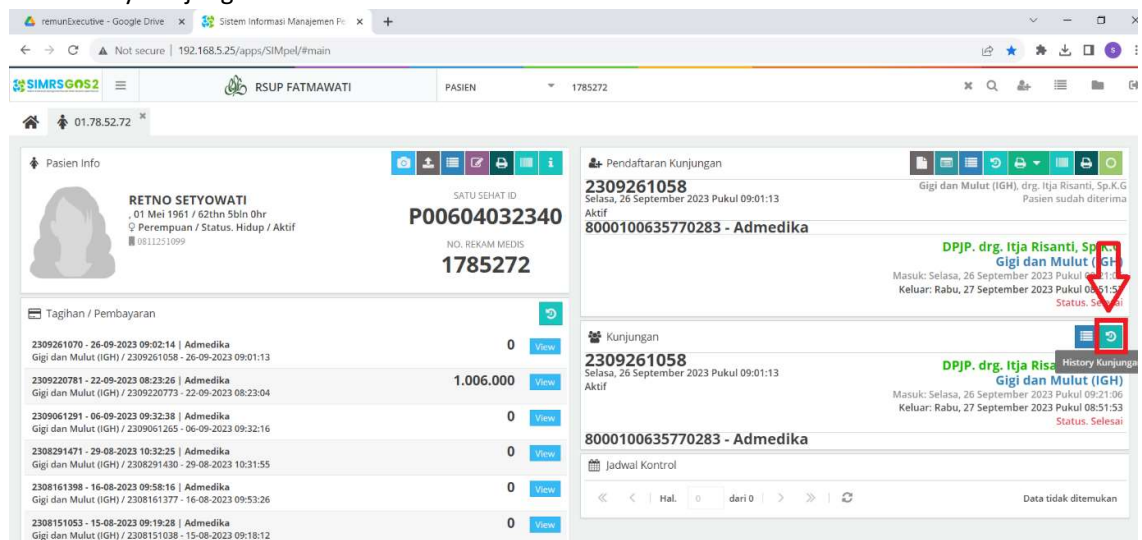 remunExecutive - Google Drive
Sistem Informasi Manajemen Pe
Not secure | 192.168.5.25/apps/SIMpel/#main
SIMRSGOS2
RSUP FATMAWATI
PASIEN
1785272
01.78.52.72
Pasien Info
RETNO SETYOWATI
, 01 Mei 1961 / 62thn 5bln 0hr
Perempuan / Status. Hidup / Aktif
0811251099
SATU SEHAT ID
P00604032340
NO. REKAM MEDIS
1785272
Tagihan / Pembayaran
2309261070 - 26-09-2023 09:02:14 | Admedika 0 View
Gigi dan Mulut (IGH) / 2309261058 - 26-09-2023 09:01:13
2309220781 - 22-09-2023 08:23:26 | Admedika 1.006.000 View
Gigi dan Mulut (IGH) / 2309220773 - 22-09-2023 08:23:04
2309061291 - 06-09-2023 09:32:38 | Admedika 0 View
Gigi dan Mulut (IGH) / 2309061265 - 06-09-2023 09:32:16
2308291471 - 29-08-2023 10:32:25 | Admedika 0 View
Gigi dan Mulut (IGH) / 2308291430 - 29-08-2023 10:31:55
2308161398 - 16-08-2023 09:58:16 | Admedika 0 View
Gigi dan Mulut (IGH) / 2308161377 - 16-08-2023 09:53:26
2308151053 - 15-08-2023 09:19:28 | Admedika 0 View
Gigi dan Mulut (IGH) / 2308151038 - 15-08-2023 09:18:12
Pendaftaran Kunjungan
2309261058
Selasa, 26 September 2023 Pukul 09:01:13
Aktif
Gigi dan Mulut (IGH), drg. Itja Risanti, Sp.K.G
Pasien sudah diterima
8000100635770283 - Admedika
DPJP. drg. Itja Risanti,
Gigi dan Mulut (IGH)
Masuk: Selasa, 26 September 2023 Pukul
Keluar: Rabu, 27 September 2023 Pukul
Status.
Kunjungan
History Kunjungan
2309261058
Selasa, 26 September 2023 Pukul 09:01:13
Aktif
DPJP. drg. Itja Risa
Gigi dan Mulut (IGH)
Masuk: Selasa, 26 September 2023 Pukul 09:21:06
Keluar: Rabu, 27 September 2023 Pukul 08:51:53
Status. Selesai
8000100635770283 - Admedika
Jadwal Kontrol
Hal. 0 dari 0
Data tidak ditemukan